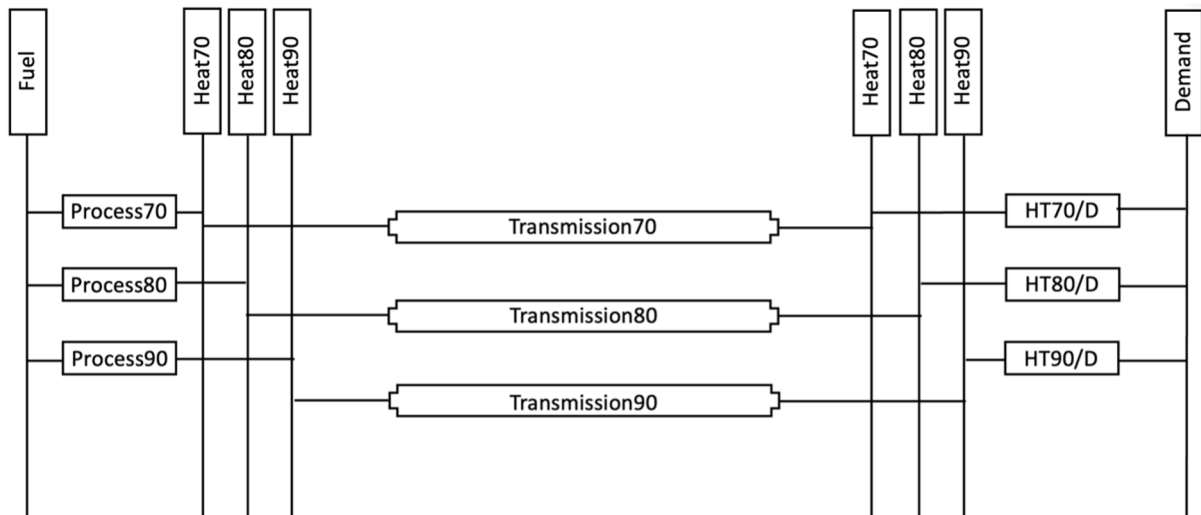 Fuel
Heat70
Heat80
Heat90
Heat70
Heat80
Heat90
Demand
Process70
Transmission70
HT70/D
Process80
Transmission80
HT80/D
Process90
Transmission90
HT90/D